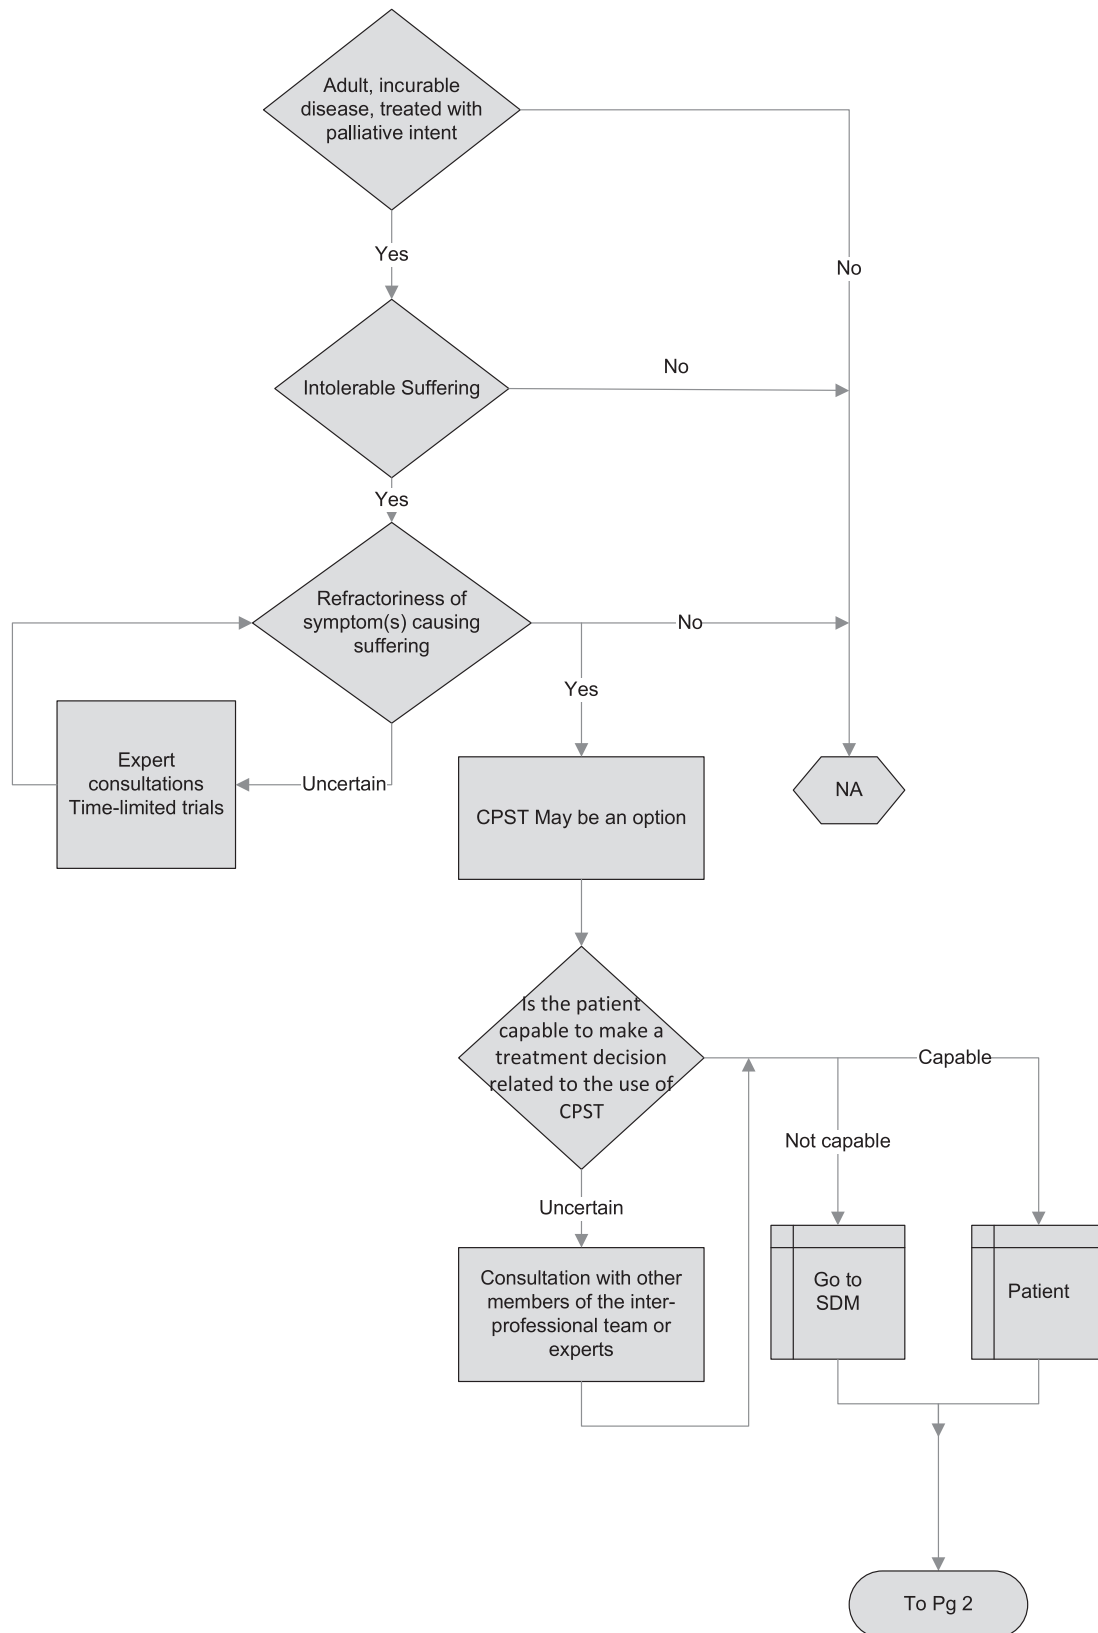 Adult, incurable
disease, treated with
palliative intent
Yes
No
Intolerable Suffering
No
Yes
Refractoriness of
symptom(s) causing
suffering
No
Yes
Expert
consultations
Time-limited trials
Uncertain
CPST May be an option
NA
Is the patient
capable to make a
treatment decision
related to the use of
CPST
Capable
Not capable
Uncertain
Consultation with other
members of the inter-
professional team or
experts
Go to
SDM
Patient
To Pg 2